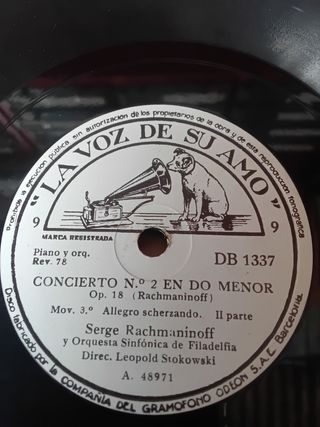 Prohibida la ejecución pública sin autorización de los propietarios de la obra y de esta reproducción fonográfica
"LA VOZ DE SU AMO"
9 9
MARCA REGISTRADA
Piano y orq.
Rev. 78
DB 1337
CONCIERTO N.º 2 EN DO MENOR
Op. 18 (Rachmaninoff)
Mov. 3.º Allegro scherzando. II parte
Serge Rachmaninoff
y Orquesta Sinfónica de Filadelfia
Direc. Leopold Stokowski
A. 48971
Disco fabricado por la COMPAÑIA DEL GRAMOFONO ODEON S.A.E. Barcelona